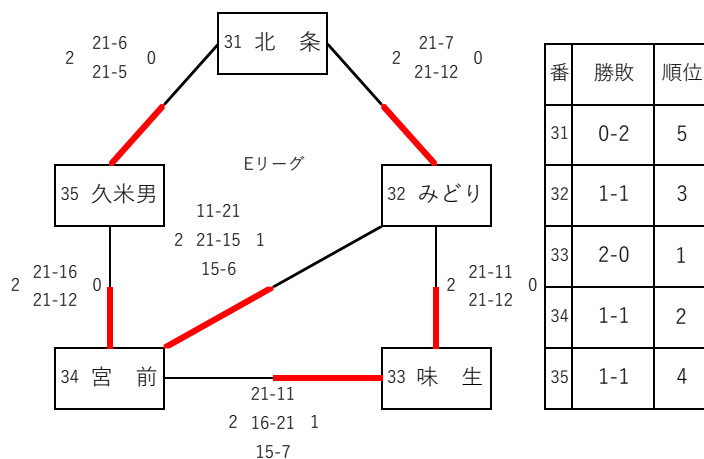 31 北 条
2 21-6 0
21-5
2 21-7 0
21-12
Eリーグ
35 久米男
32 みどり
11-21
2 21-15 1
15-6
2 21-16 0
21-12
2 21-11 0
21-12
34 宮 前
33 味 生
21-11
2 16-21 1
15-7
番 勝敗 順位
31 0-2 5
32 1-1 3
33 2-0 1
34 1-1 2
35 1-1 4